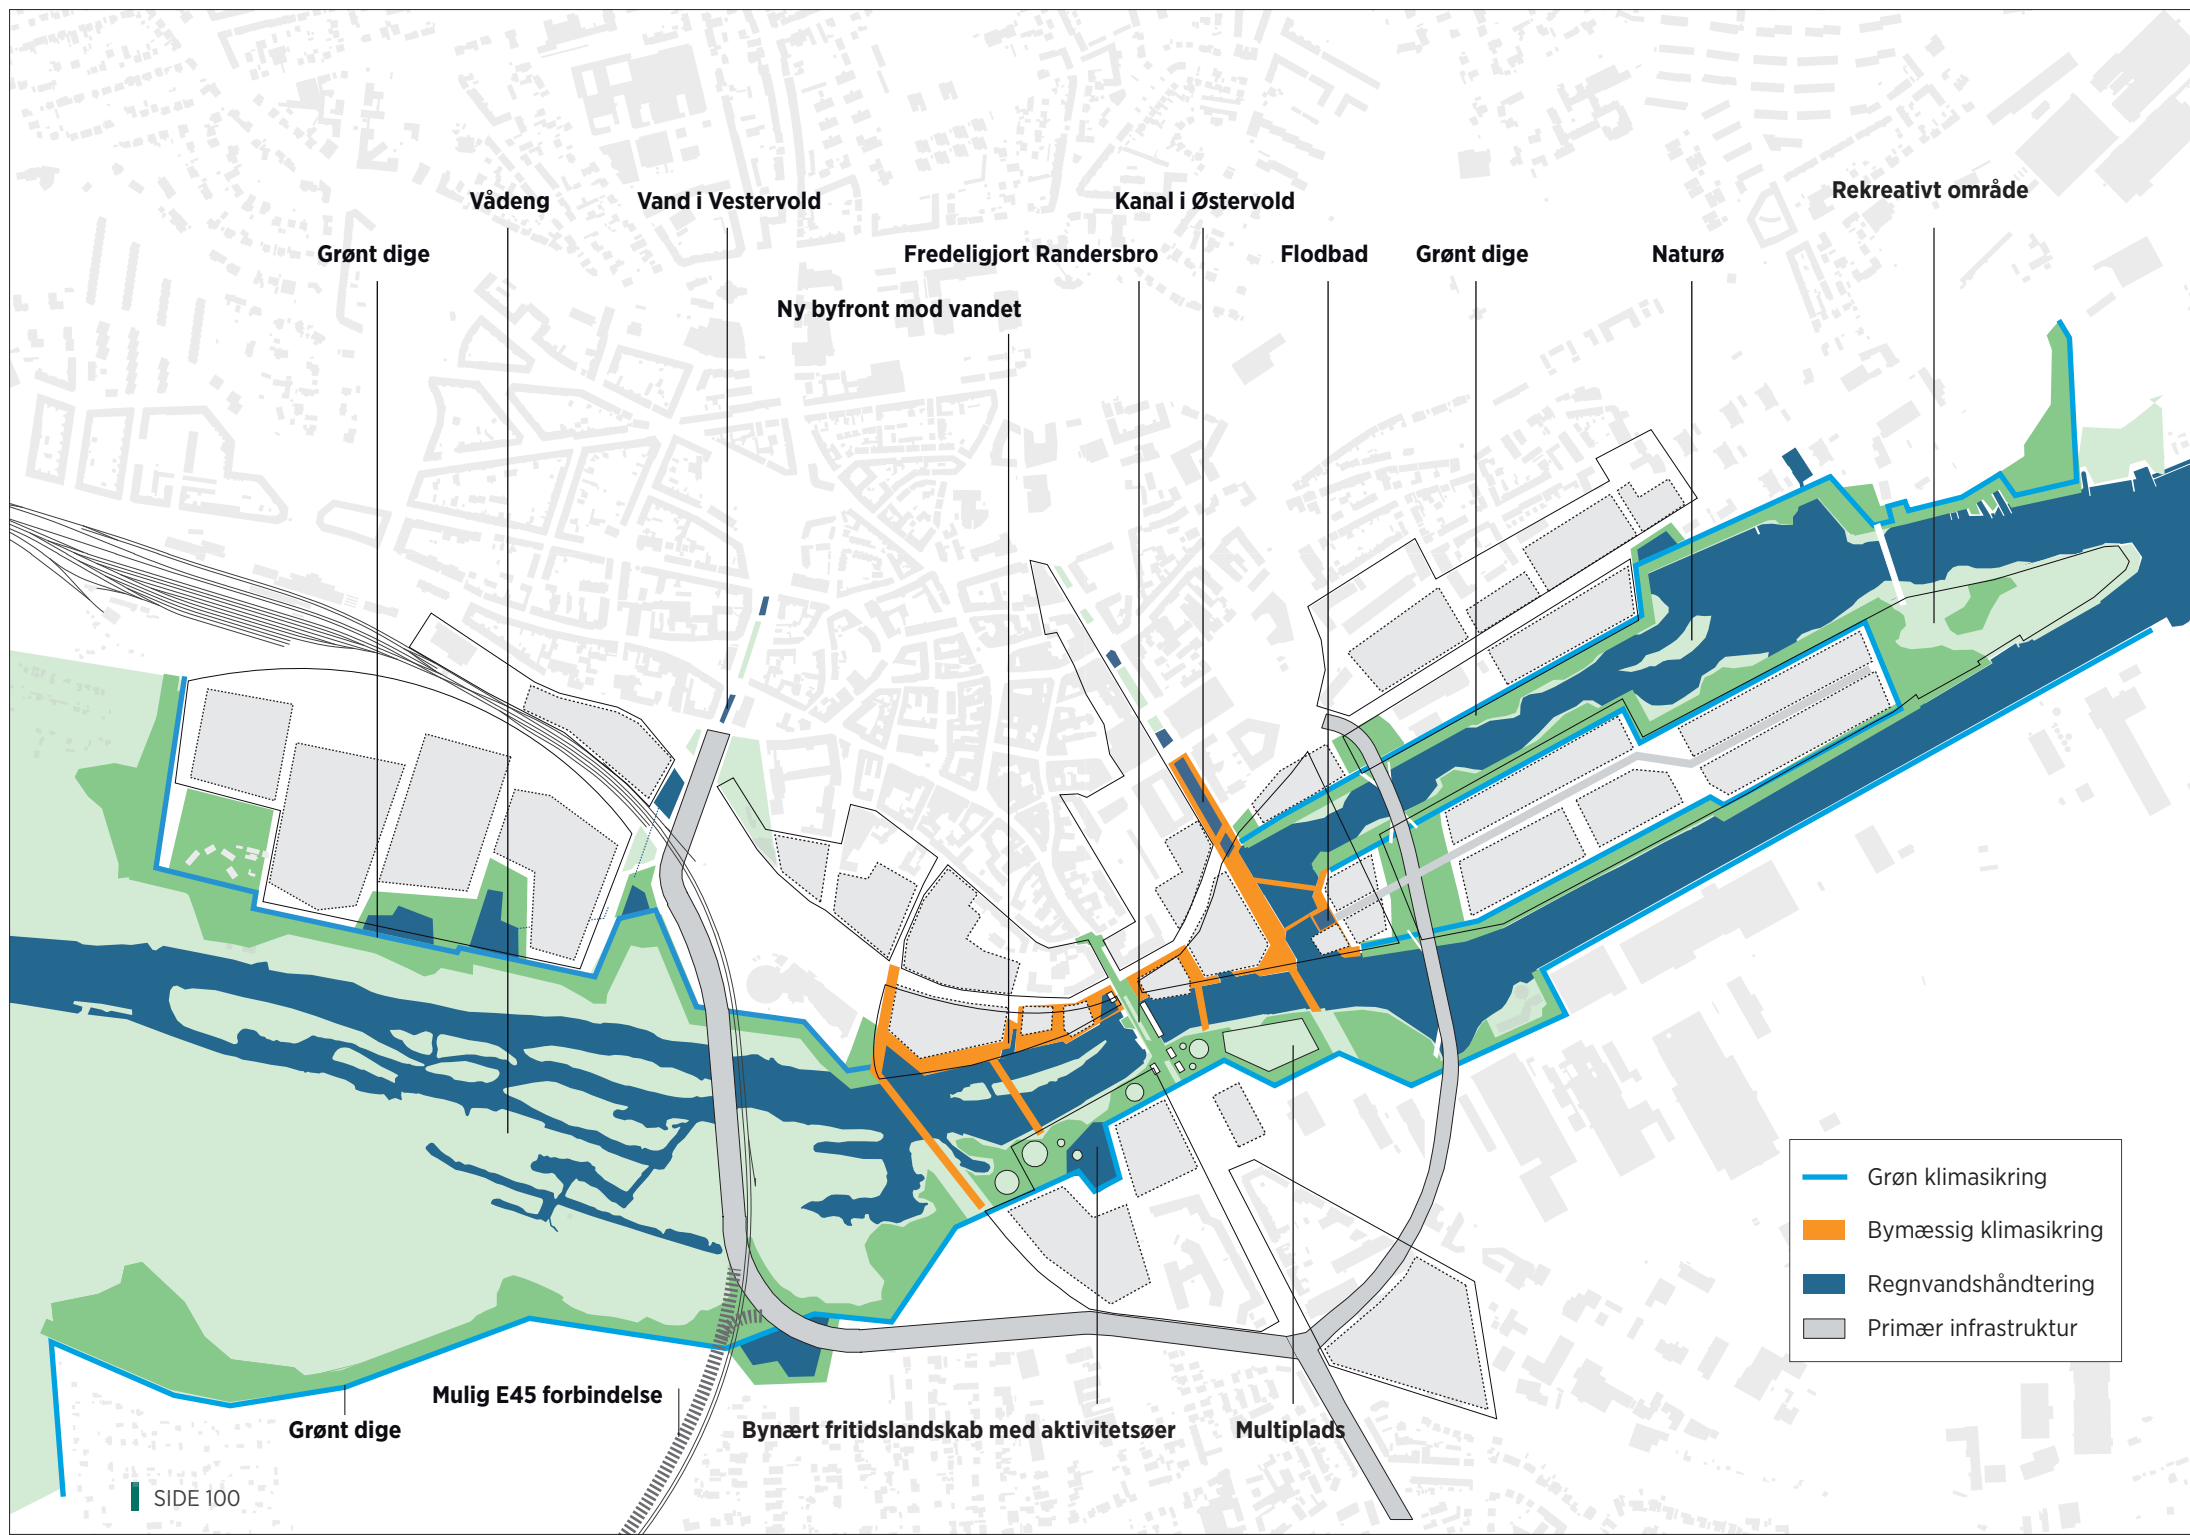 Vådeng
Vand i Vestervold
Kanal i Østervold
Rekreativt område
Grønt dige
Fredeligjort Randersbro
Flodbad
Grønt dige
Naturø
Ny byfront mod vandet
Grøn klimasikring
Bymæssig klimasikring
Regnvandshåndtering
Primær infrastruktur
Mulig E45 forbindelse
Grønt dige
Bynært fritidslandskab med aktivitetsøer
Multiplads
SIDE 100